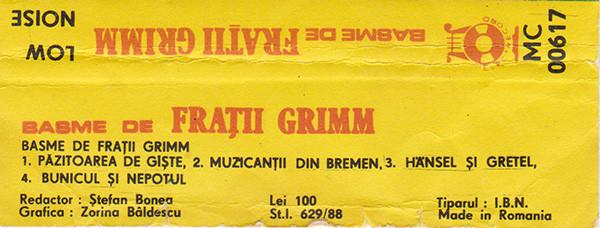 LOW NOISE
BASME DE FRAȚII GRIMM
MC 00617
BASME DE FRAȚII GRIMM
BASME DE FRAȚII GRIMM
1. PĂZITOAREA DE GÎȘTE, 2. MUZICANȚII DIN BREMEN, 3. HÄNSEL ȘI GRETEL,
4. BUNICUL ȘI NEPOTUL
Redactor : Ștefan Bonea Lei 100 Tiparul : I.B.N.
Grafica : Zorina Bâldescu St.I. 629/88 Made in Romania